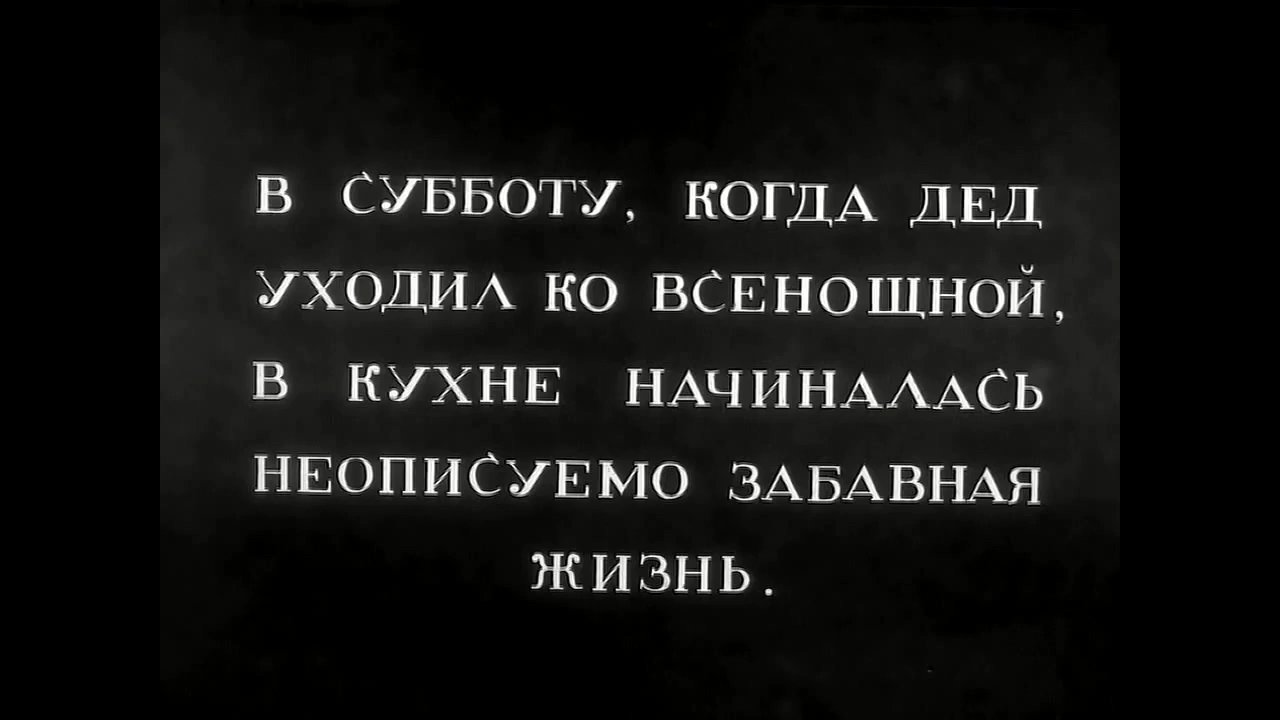 В СУББОТУ, КОГДА ДЕД
УХОДИЛ КО ВСЕНОЩНОЙ,
В КУХНЕ НАЧИНАЛАСЬ
НЕОПИСУЕМО ЗАБАВНАЯ
ЖИЗНЬ.